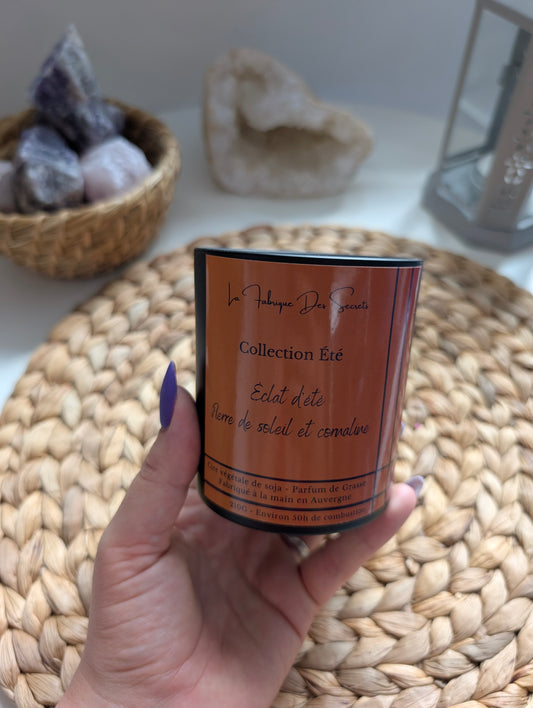 La Fabrique Des Secrets
Collection Été
Eclat d'été
Pierre de soleil et cornaline
Cire végétale de soja - Parfum de Grasse
Fabriqué à la main en Auvergne
210G - Environ 50h de combustion